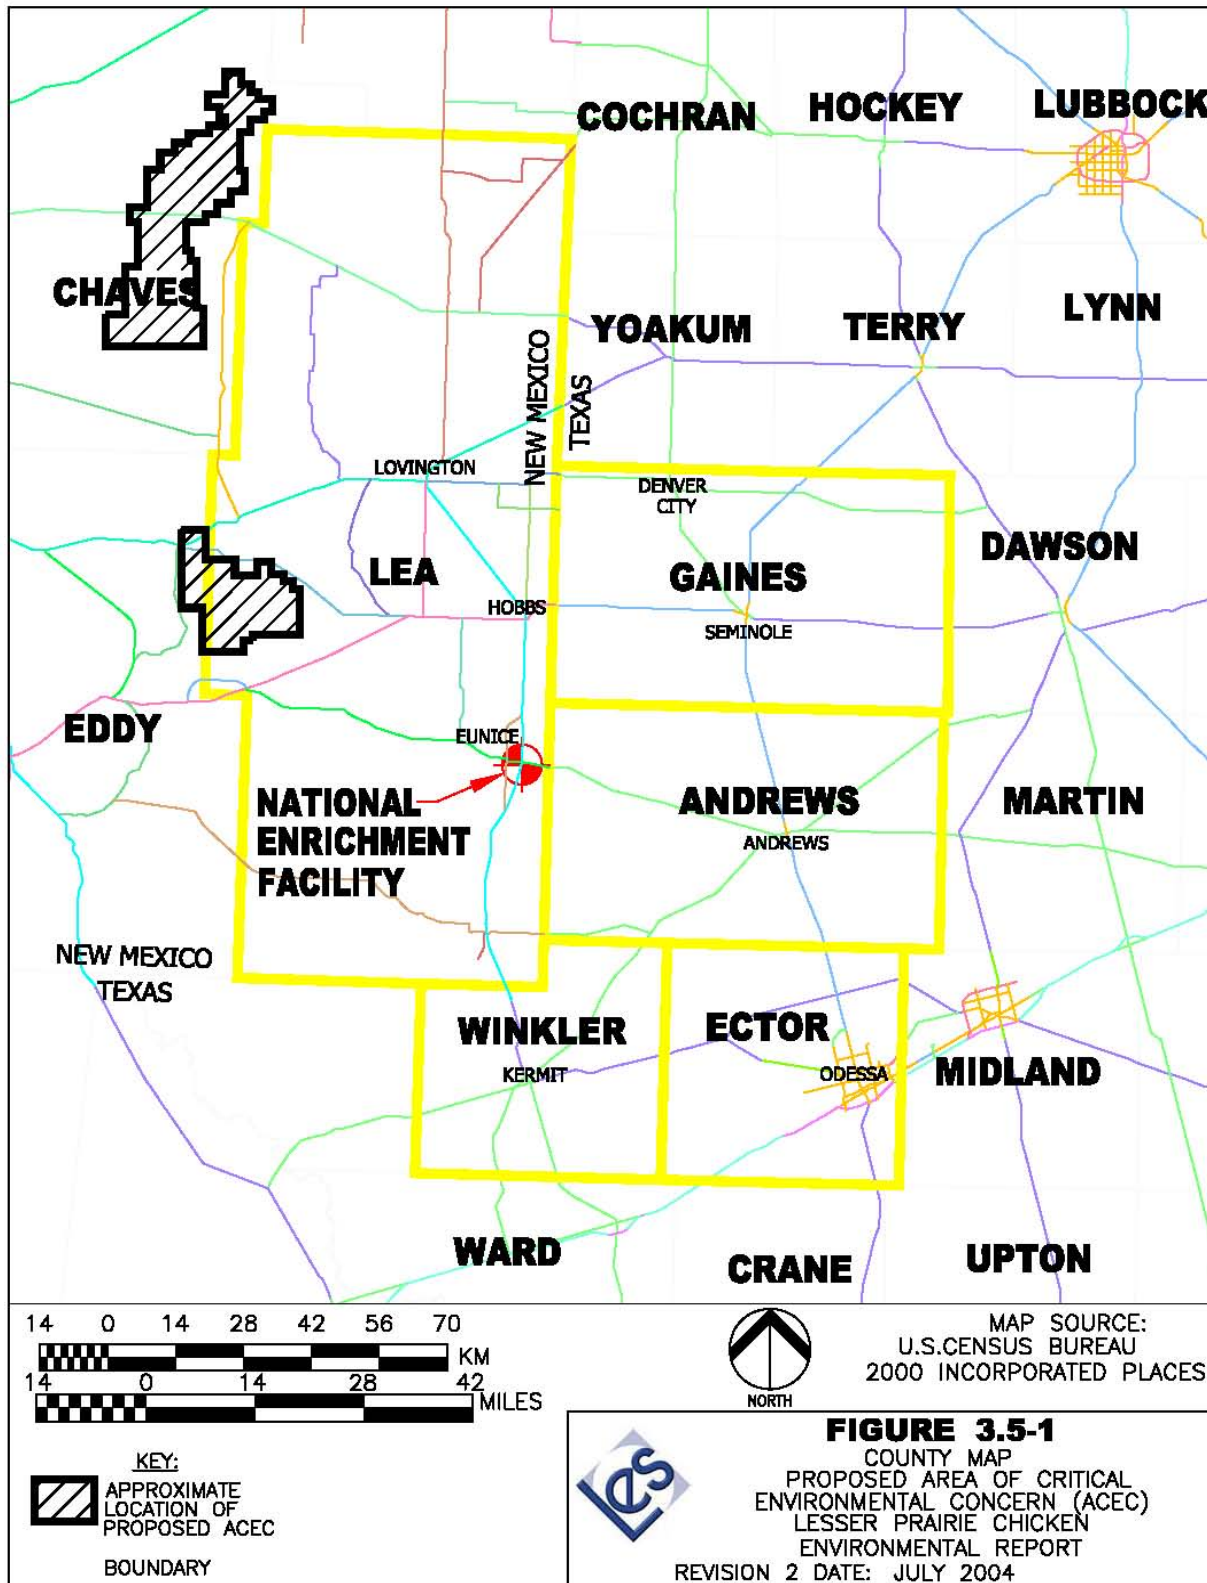 COCHRAN
HOCKEY
LUBBOCK
CHAVES
YOAKUM
TERRY
LYNN
NEW MEXICO
TEXAS
LOVINGTON
DENVER
CITY
LEA
GAINES
DAWSON
HOBBS
SEMINOLE
EDDY
EUNICE
NATIONAL
ENRICHMENT
FACILITY
ANDREWS
ANDREWS
MARTIN
NEW MEXICO
TEXAS
WINKLER
ECTOR
KERMIT
ODESSA
MIDLAND
WARD
CRANE
UPTON
14 0 14 28 42 56 70
KM
14 0 14 28 42
MILES
KEY:
APPROXIMATE
LOCATION OF
PROPOSED ACEC
BOUNDARY
NORTH
MAP SOURCE:
U.S.CENSUS BUREAU
2000 INCORPORATED PLACES
LES
FIGURE 3.5-1
COUNTY MAP
PROPOSED AREA OF CRITICAL
ENVIRONMENTAL CONCERN (ACEC)
LESSER PRAIRIE CHICKEN
ENVIRONMENTAL REPORT
REVISION 2 DATE: JULY 2004